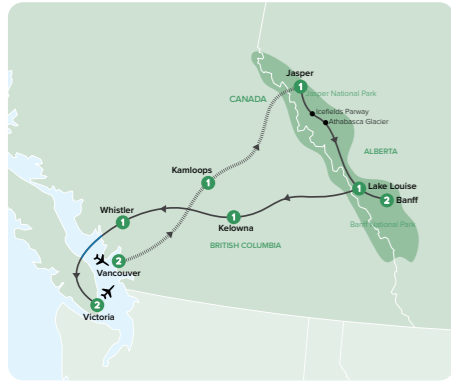 Jasper
1
Jasper National Park
CANADA
Icefields Parway
Athabasca Glacier
ALBERTA
Kamloops
1
Lake Louise
1
2
Banff
Whistler
1
1
Kelowna
Banff National Park
BRITISH COLUMBIA
2
Vancouver
2
Victoria